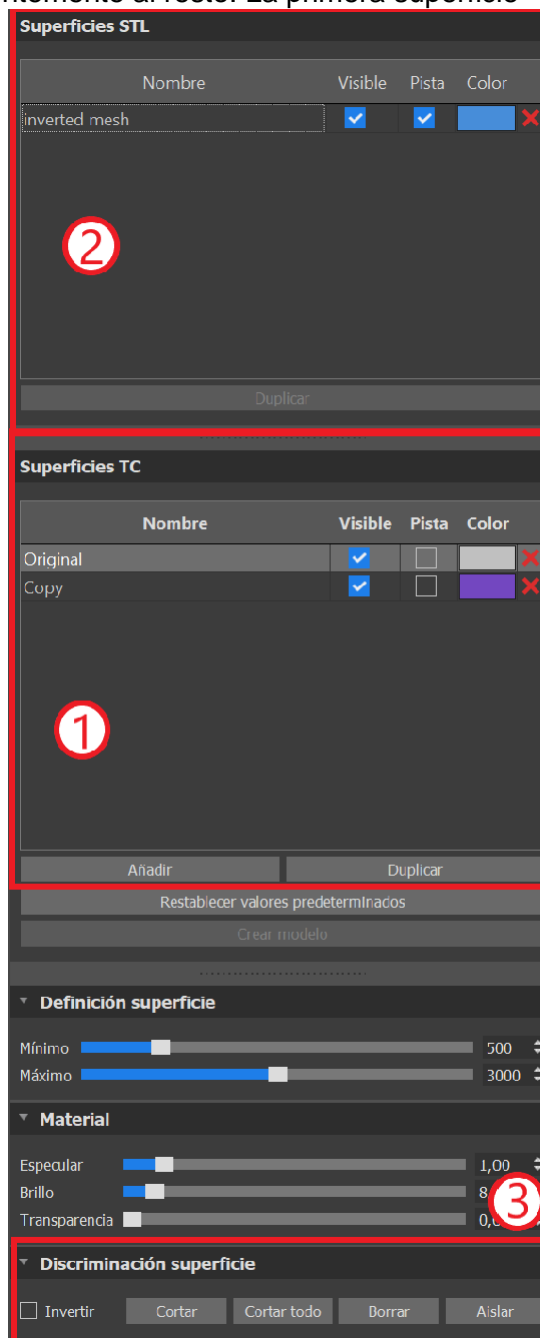 Superficies STL
Nombre Visible Pista Color
inverted mesh
2
Duplicar
Superficies TC
Nombre Visible Pista Color
Original
Copy
1
Añadir Duplicar
Restablecer valores predeterminados
Crear modelo
Definición superficie
Mínimo 500
Máximo 3000
Material
Especular 1,00
Brillo 8
3
Transparencia 0,
Discriminación superficie
Invertir Cortar Cortar todo Borrar Aislar